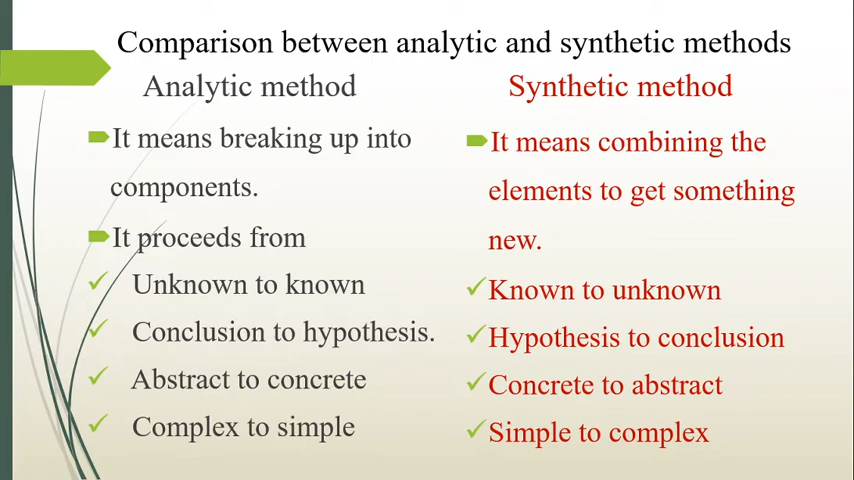 Comparison between analytic and synthetic methods
Analytic method
It means breaking up into
components.
It proceeds from
Unknown to known
Conclusion to hypothesis.
Abstract to concrete
Complex to simple
Synthetic method
It means combining the
elements to get something
new.
Known to unknown
Hypothesis to conclusion
Concrete to abstract
Simple to complex